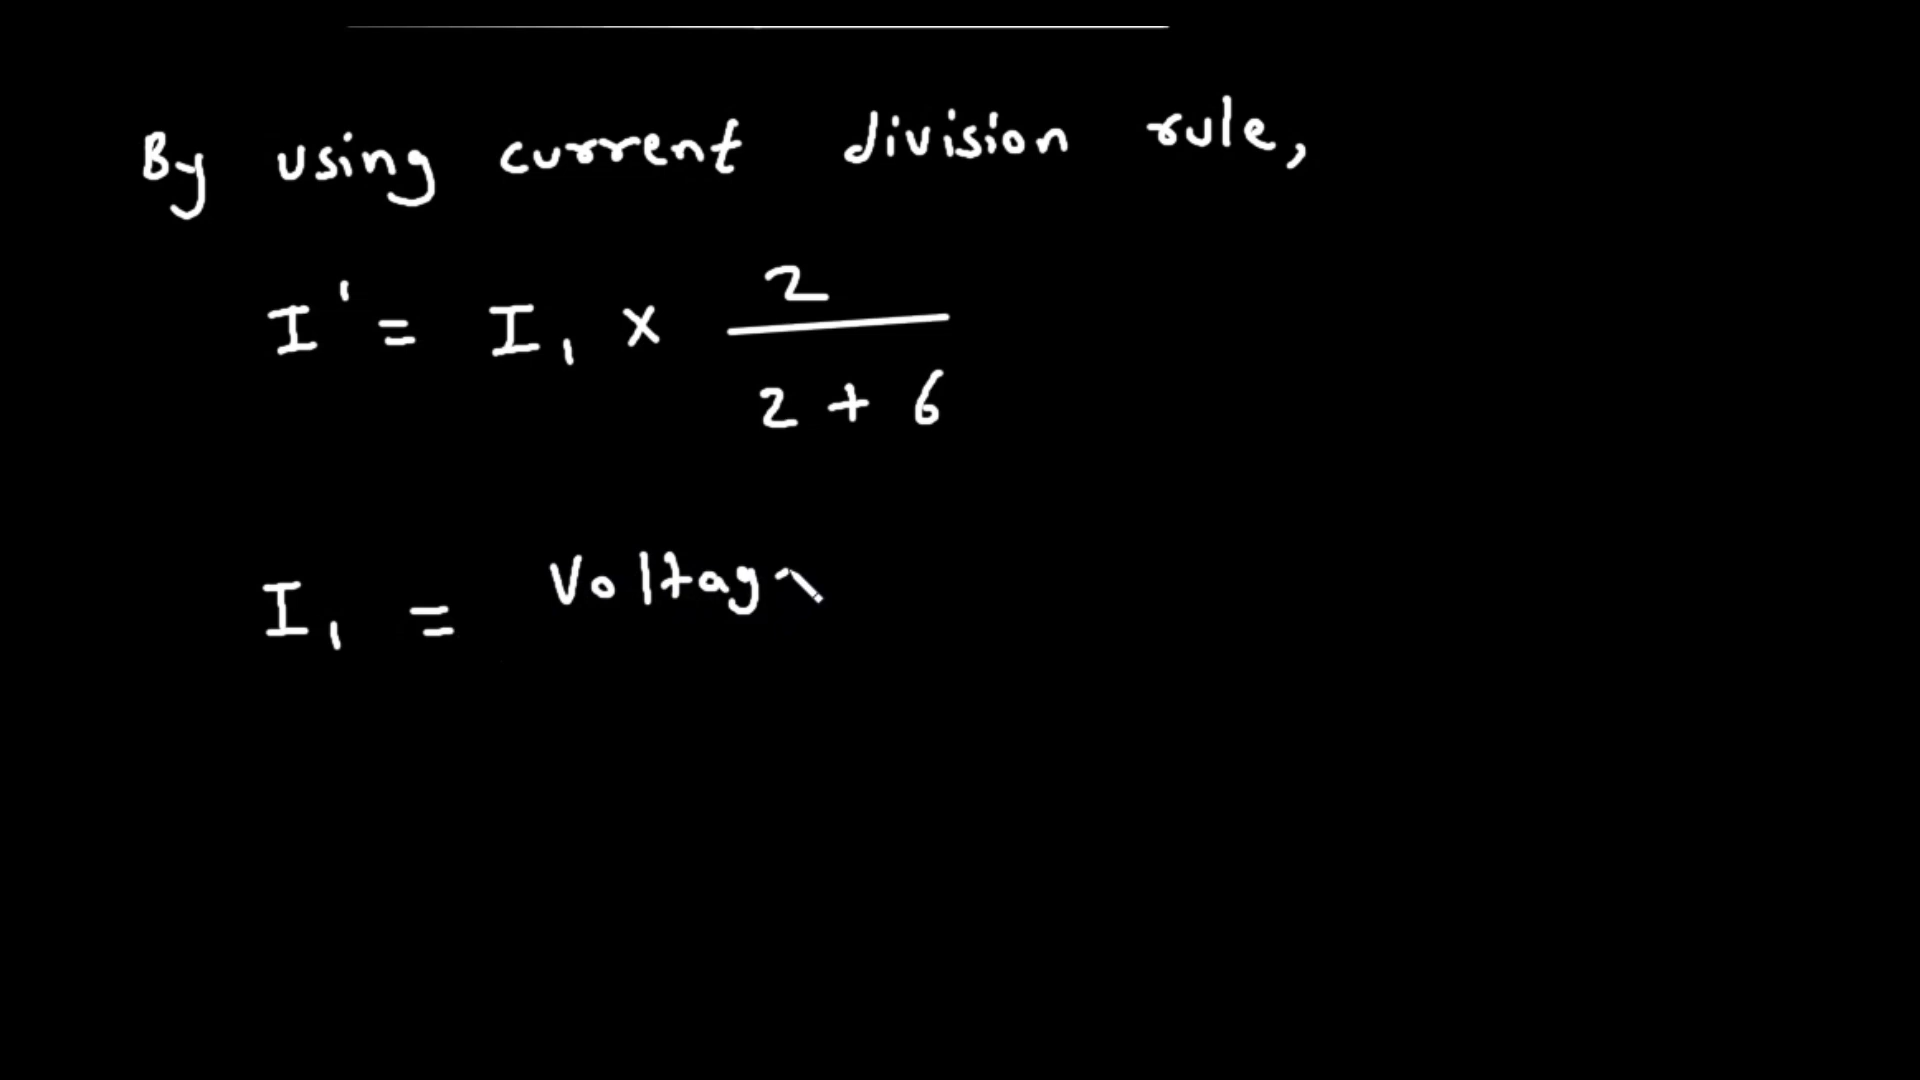 By using current division rule,
I' = I₁ × 2 / (2 + 6)
I₁ = Voltag